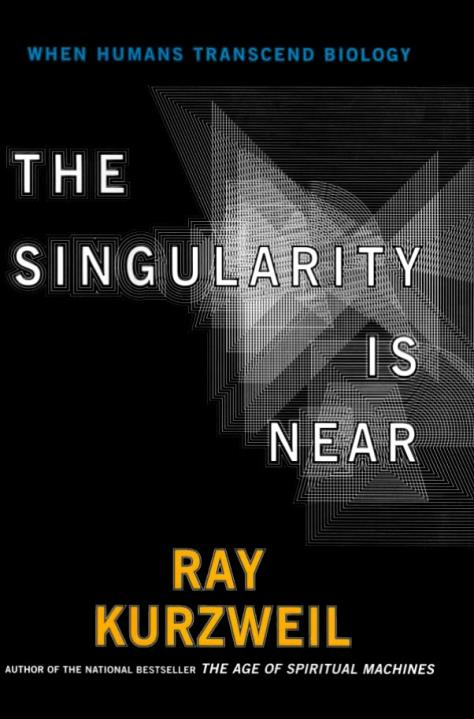 WHEN HUMANS TRANSCEND BIOLOGY
THE
SINGULARITY
IS
NEAR
RAY
KURZWEIL
AUTHOR OF THE NATIONAL BESTSELLER THE AGE OF SPIRITUAL MACHINES